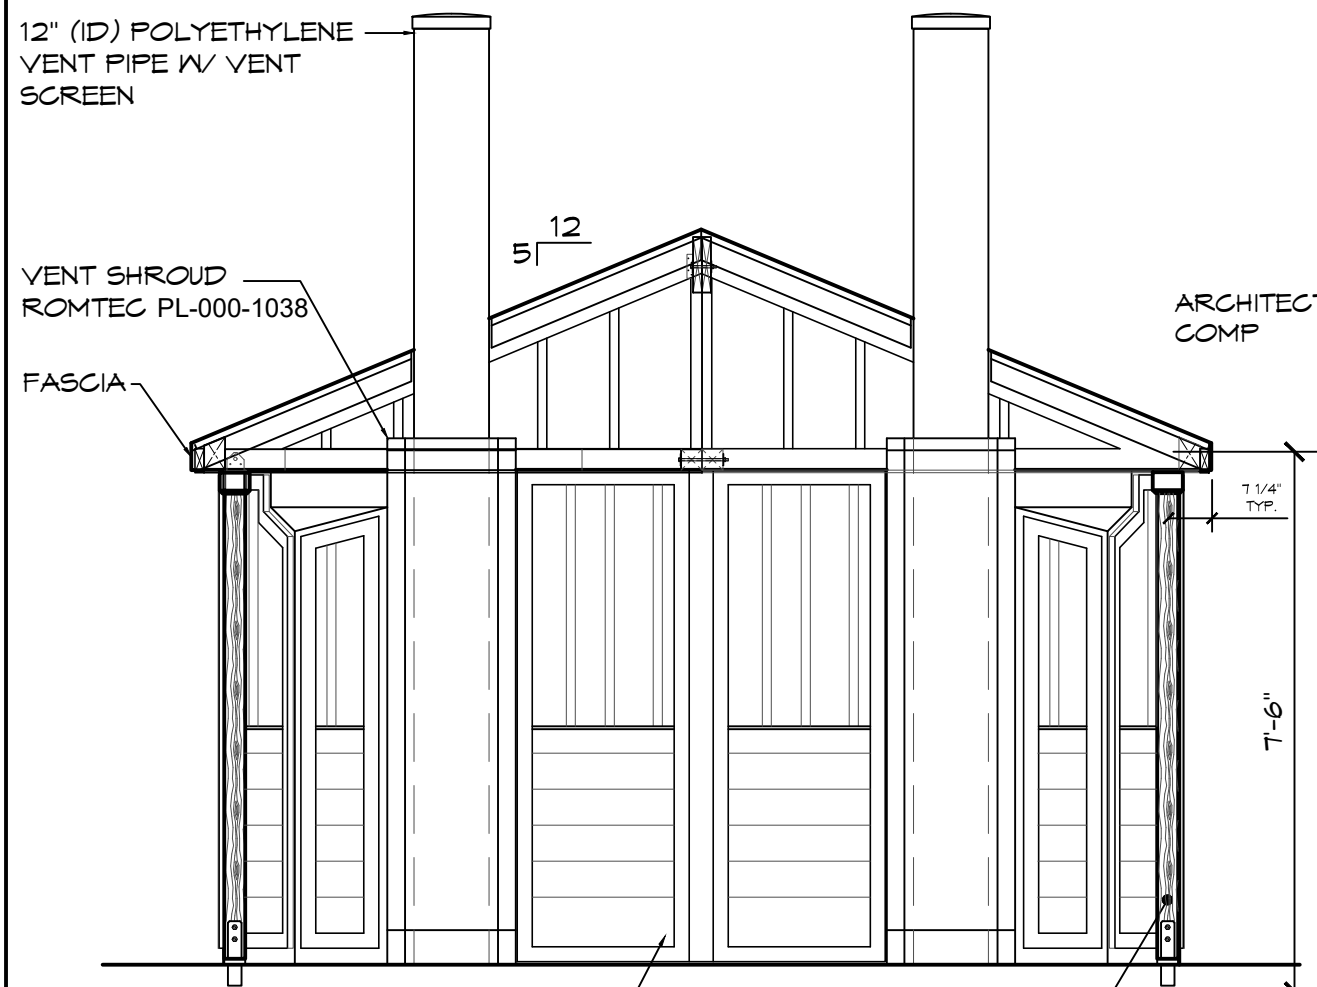 12" (ID) POLYETHYLENE
VENT PIPE W/ VENT
SCREEN
12
5
VENT SHROUD
ROMTEC PL-000-1038
FASCIA
COMP
7 1/4"
TYP.
7'-6"